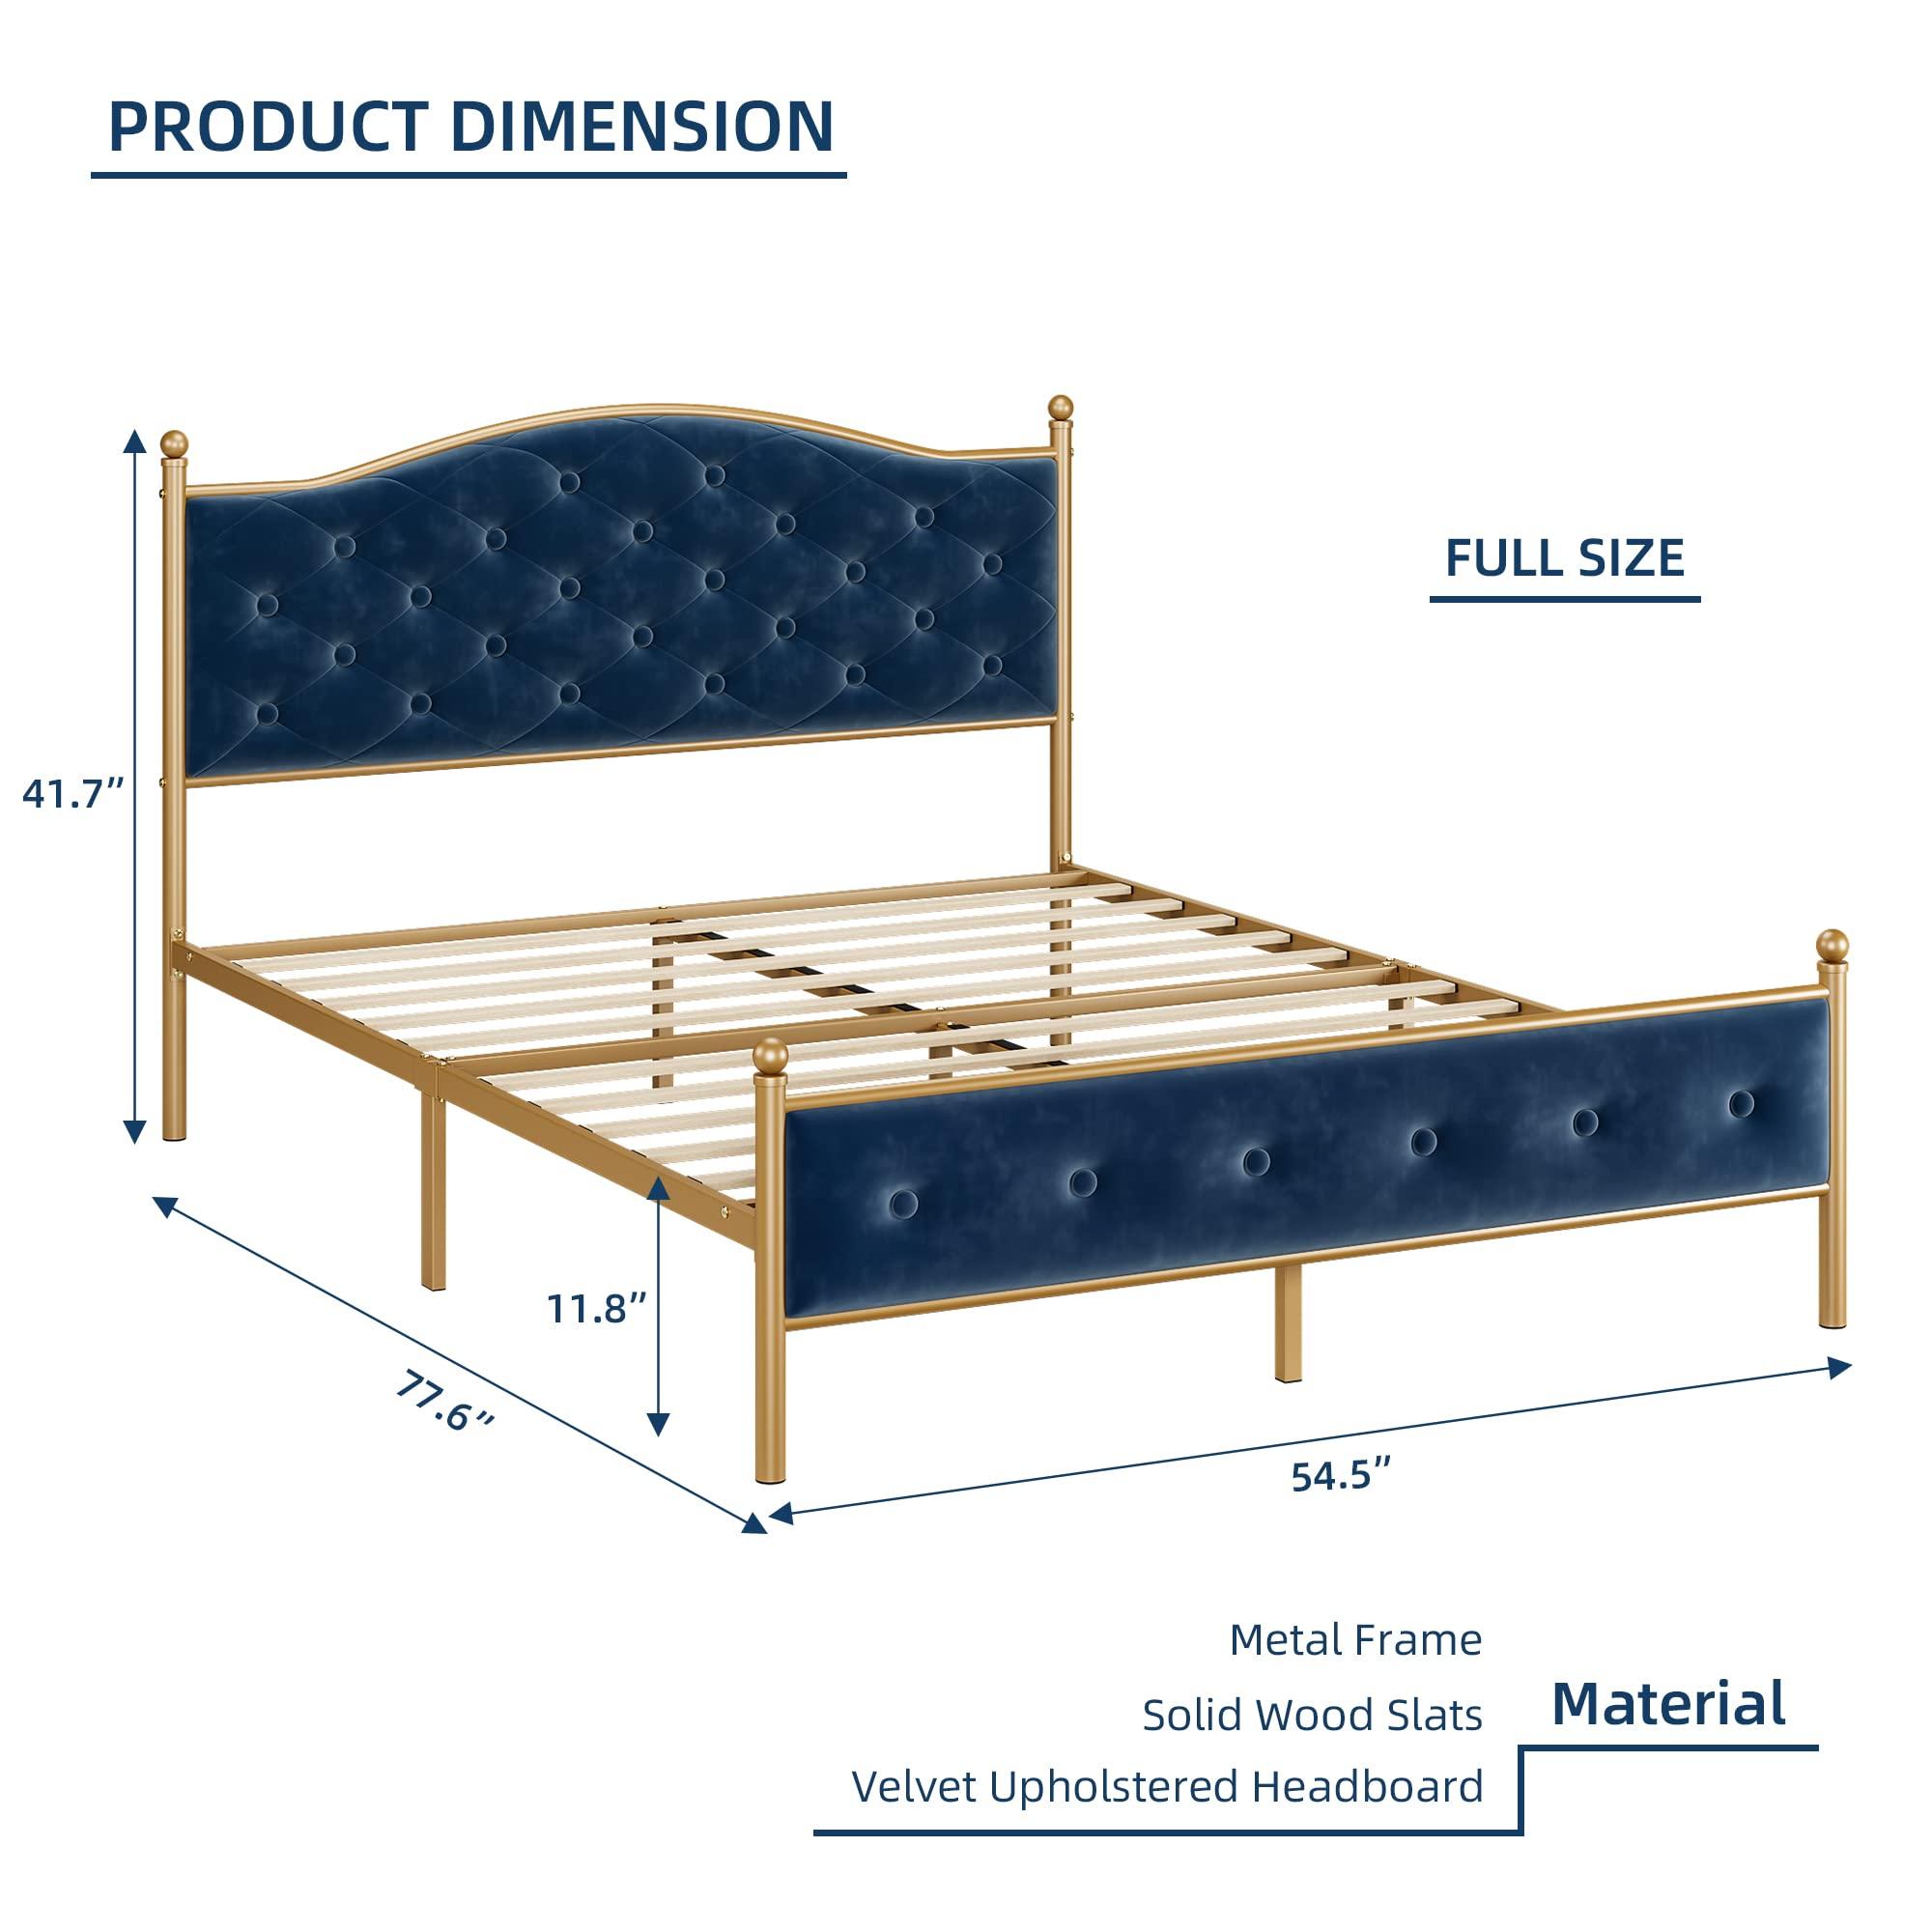 PRODUCT DIMENSION
FULL SIZE
41.7”
11.8”
77.6”
54.5”
Metal Frame
Solid Wood Slats
Velvet Upholstered Headboard
Material